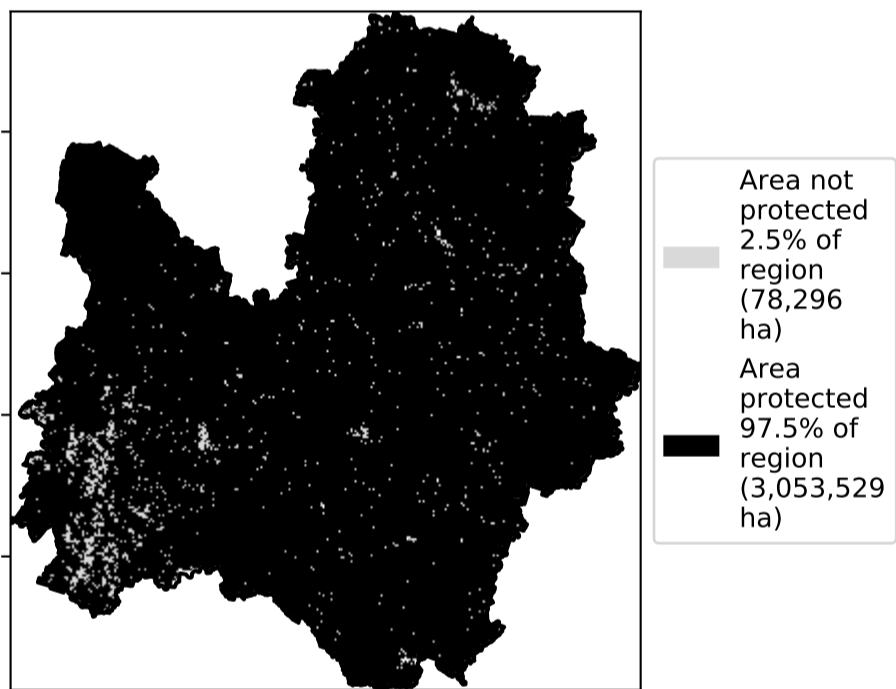 Area not
protected
2.5% of
region
(78,296
ha)
Area
protected
97.5% of
region
(3,053,529
ha)